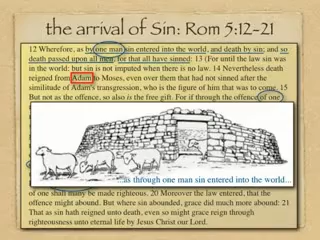 the arrival of Sin: Rom 5:12-21
12 Wherefore, as by one man sin entered into the world, and death by sin; and so
death passed upon all men, for that all have sinned: 13 (For until the law sin was
in the world: but sin is not imputed when there is no law. 14 Nevertheless death
reigned from Adam to Moses, even over them that had not sinned after the
similitude of Adam's transgression, who is the figure of him that was to come. 15
But not as the offence, so also is the free gift. For if through the offence of one
...as through one man sin entered into the world...
of one shall many be made righteous. 20 Moreover the law entered, that the
offence might abound. But where sin abounded, grace did much more abound: 21
That as sin hath reigned unto death, even so might grace reign through
righteousness unto eternal life by Jesus Christ our Lord.